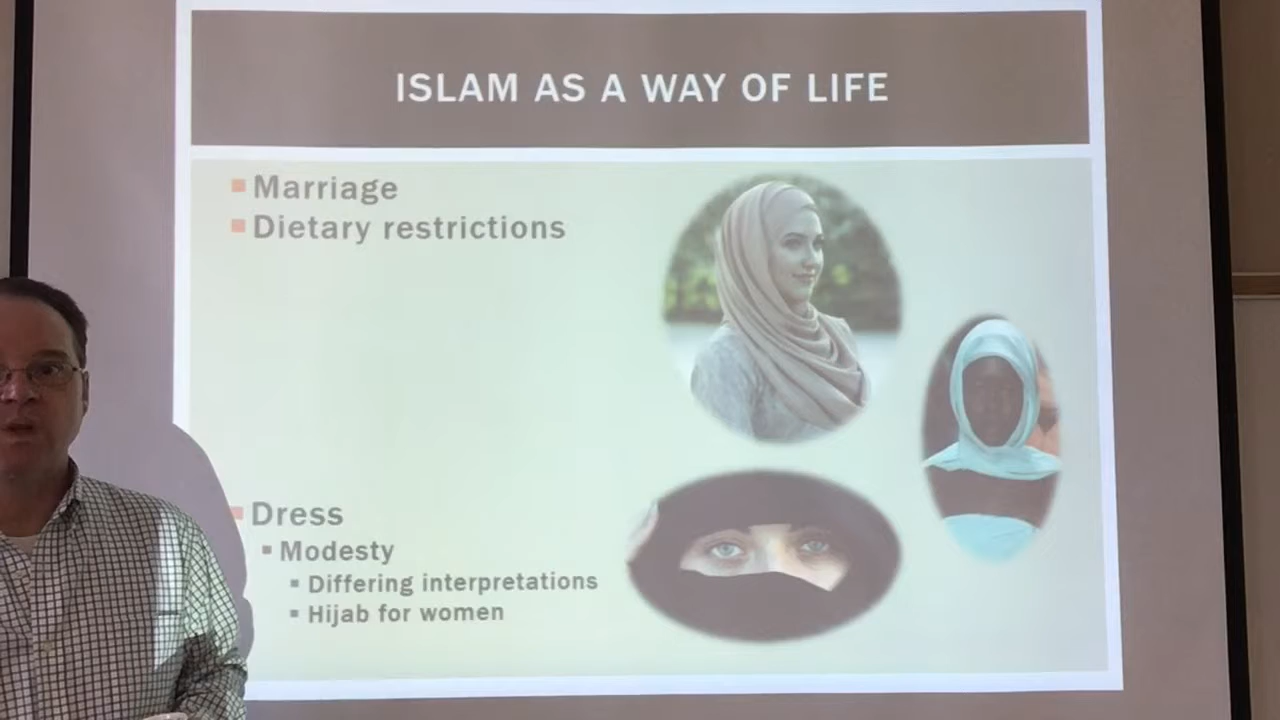 ISLAM AS A WAY OF LIFE
Marriage
Dietary restrictions
Dress
Modesty
Differing interpretations
Hijab for women